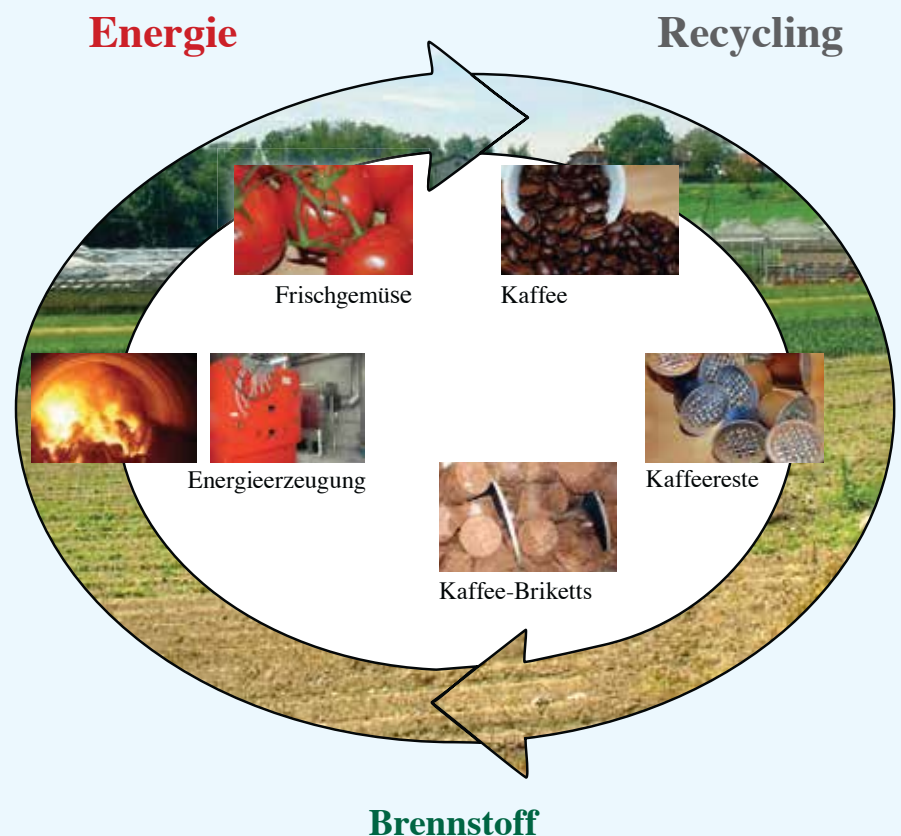 Energie
Recycling
Frischgemüse
Kaffee
Energieerzeugung
Kaffeereste
Kaffee-Briketts
Brennstoff